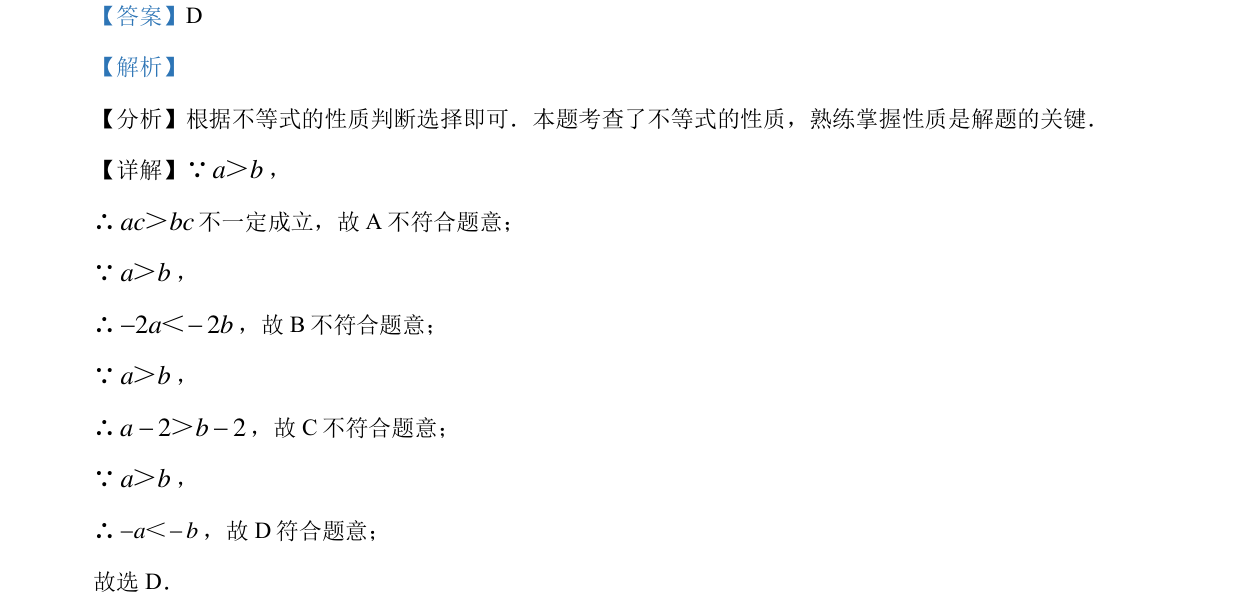 【答案】D
【解析】
【分析】根据不等式的性质判断选择即可．本题考查了不等式的性质，熟练掌握性质是解题的关键．
【详解】∵a＞b，
∴ac＞bc不一定成立，故 A 不符合题意；
∵a＞b，
∴−2a＜−2b，故 B 不符合题意；
∵a＞b，
∴a−2＞b−2，故 C 不符合题意；
∵a＞b，
∴−a＜−b，故 D 符合题意；
故选 D．